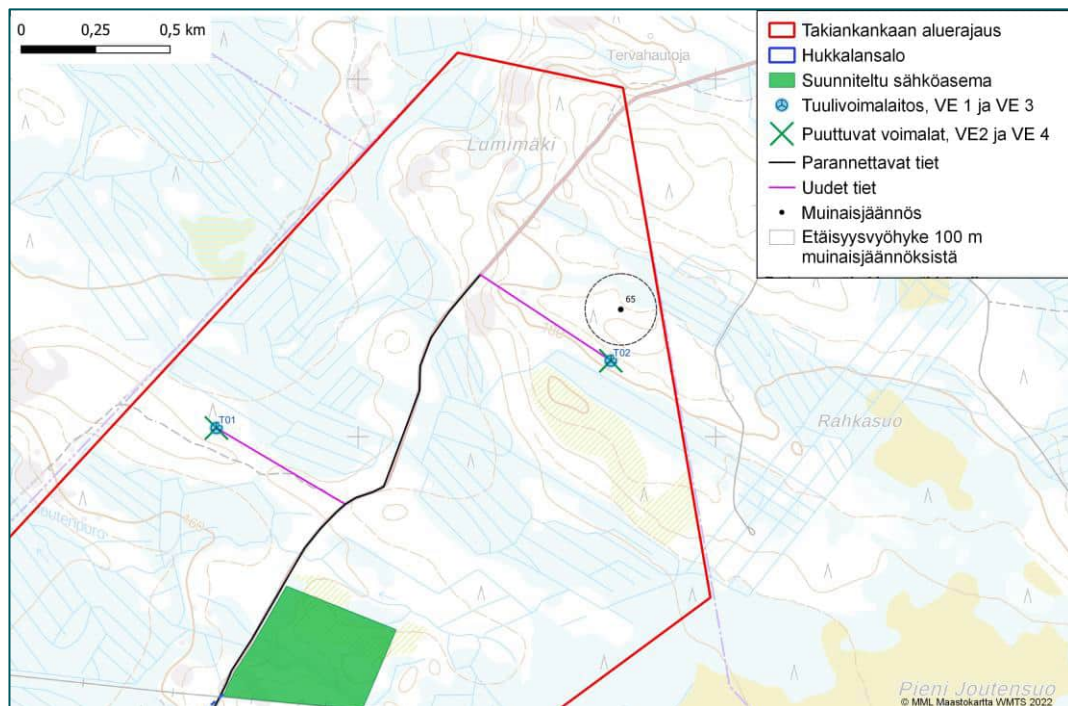 0 0,25 0,5 km
Takiankankaan aluerajaus
Hukkalansalo
Suunniteltu sähköasema
Tuulivoimalaitos, VE 1 ja VE 3
Puuttuvat voimalat, VE2 ja VE 4
Parannettavat tiet
Uudet tiet
Muinaisjäännös
Etäisyysvyöhyke 100 m
muinaisjäännöksistä
Tervahautoja
Lumimäki
65
T02
T01
Rahkasuo
Pieni Joutensuo
© MML Maastokartta WMTS 2022